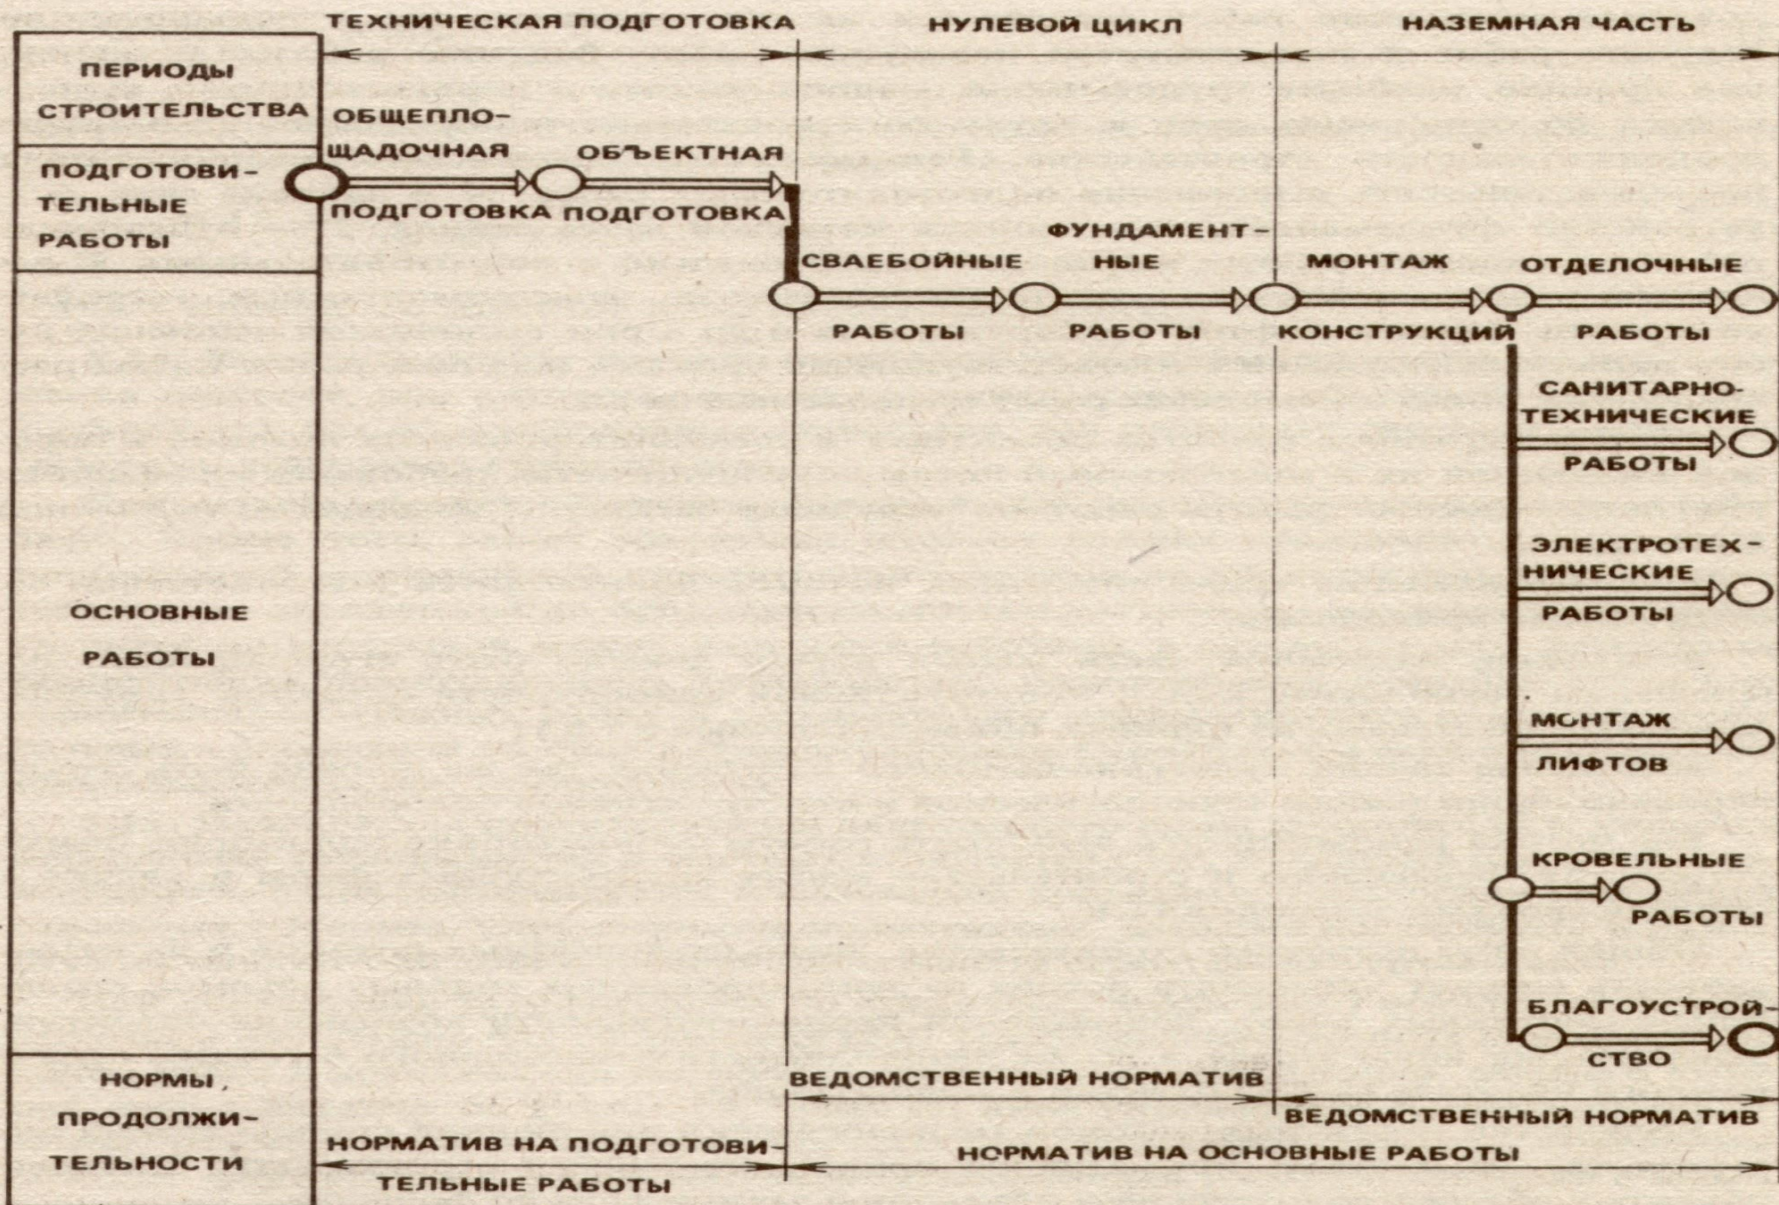 ТЕХНИЧЕСКАЯ ПОДГОТОВКА
НУЛЕВОЙ ЦИКЛ
НАЗЕМНАЯ ЧАСТЬ
ПЕРИОДЫ
СТРОИТЕЛЬСТВА
ПОДГОТОВИ-
ТЕЛЬНЫЕ
РАБОТЫ
ОБЩЕПЛО-
ЩАДОЧНАЯ
ПОДГОТОВКА
ОБЪЕКТНАЯ
ПОДГОТОВКА
СВАЕБОЙНЫЕ
РАБОТЫ
ФУНДАМЕНТ-
НЫЕ
РАБОТЫ
МОНТАЖ
КОНСТРУКЦИЙ
ОТДЕЛОЧНЫЕ
РАБОТЫ
САНИТАРНО-
ТЕХНИЧЕСКИЕ
РАБОТЫ
ЭЛЕКТРОТЕХ-
НИЧЕСКИЕ
РАБОТЫ
ОСНОВНЫЕ
РАБОТЫ
МОНТАЖ
ЛИФТОВ
КРОВЕЛЬНЫЕ
РАБОТЫ
БЛАГОУСТРОЙ-
СТВО
НОРМЫ
ПРОДОЛЖИ-
ТЕЛЬНОСТИ
НОРМАТИВ НА ПОДГОТОВИ-
ТЕЛЬНЫЕ РАБОТЫ
ВЕДОМСТВЕННЫЙ НОРМАТИВ
ВЕДОМСТВЕННЫЙ НОРМАТИВ
НОРМАТИВ НА ОСНОВНЫЕ РАБОТЫ